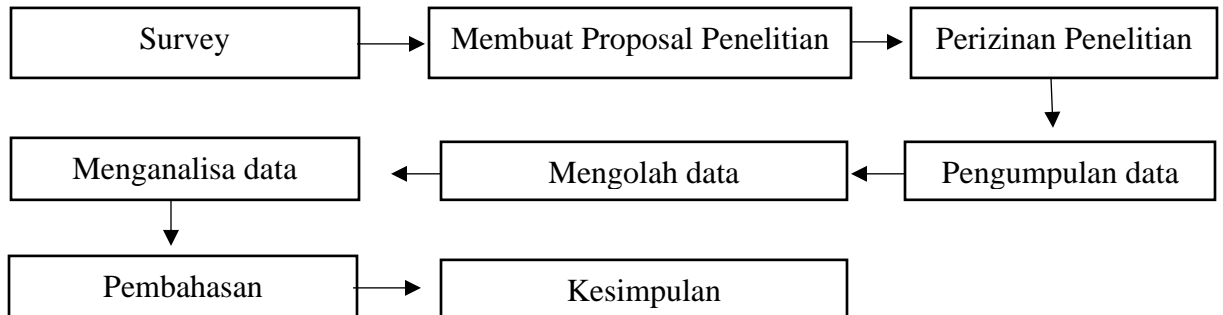 Survey
Membuat Proposal Penelitian
Perizinan Penelitian
Pengumpulan data
Mengolah data
Menganalisa data
Pembahasan
Kesimpulan